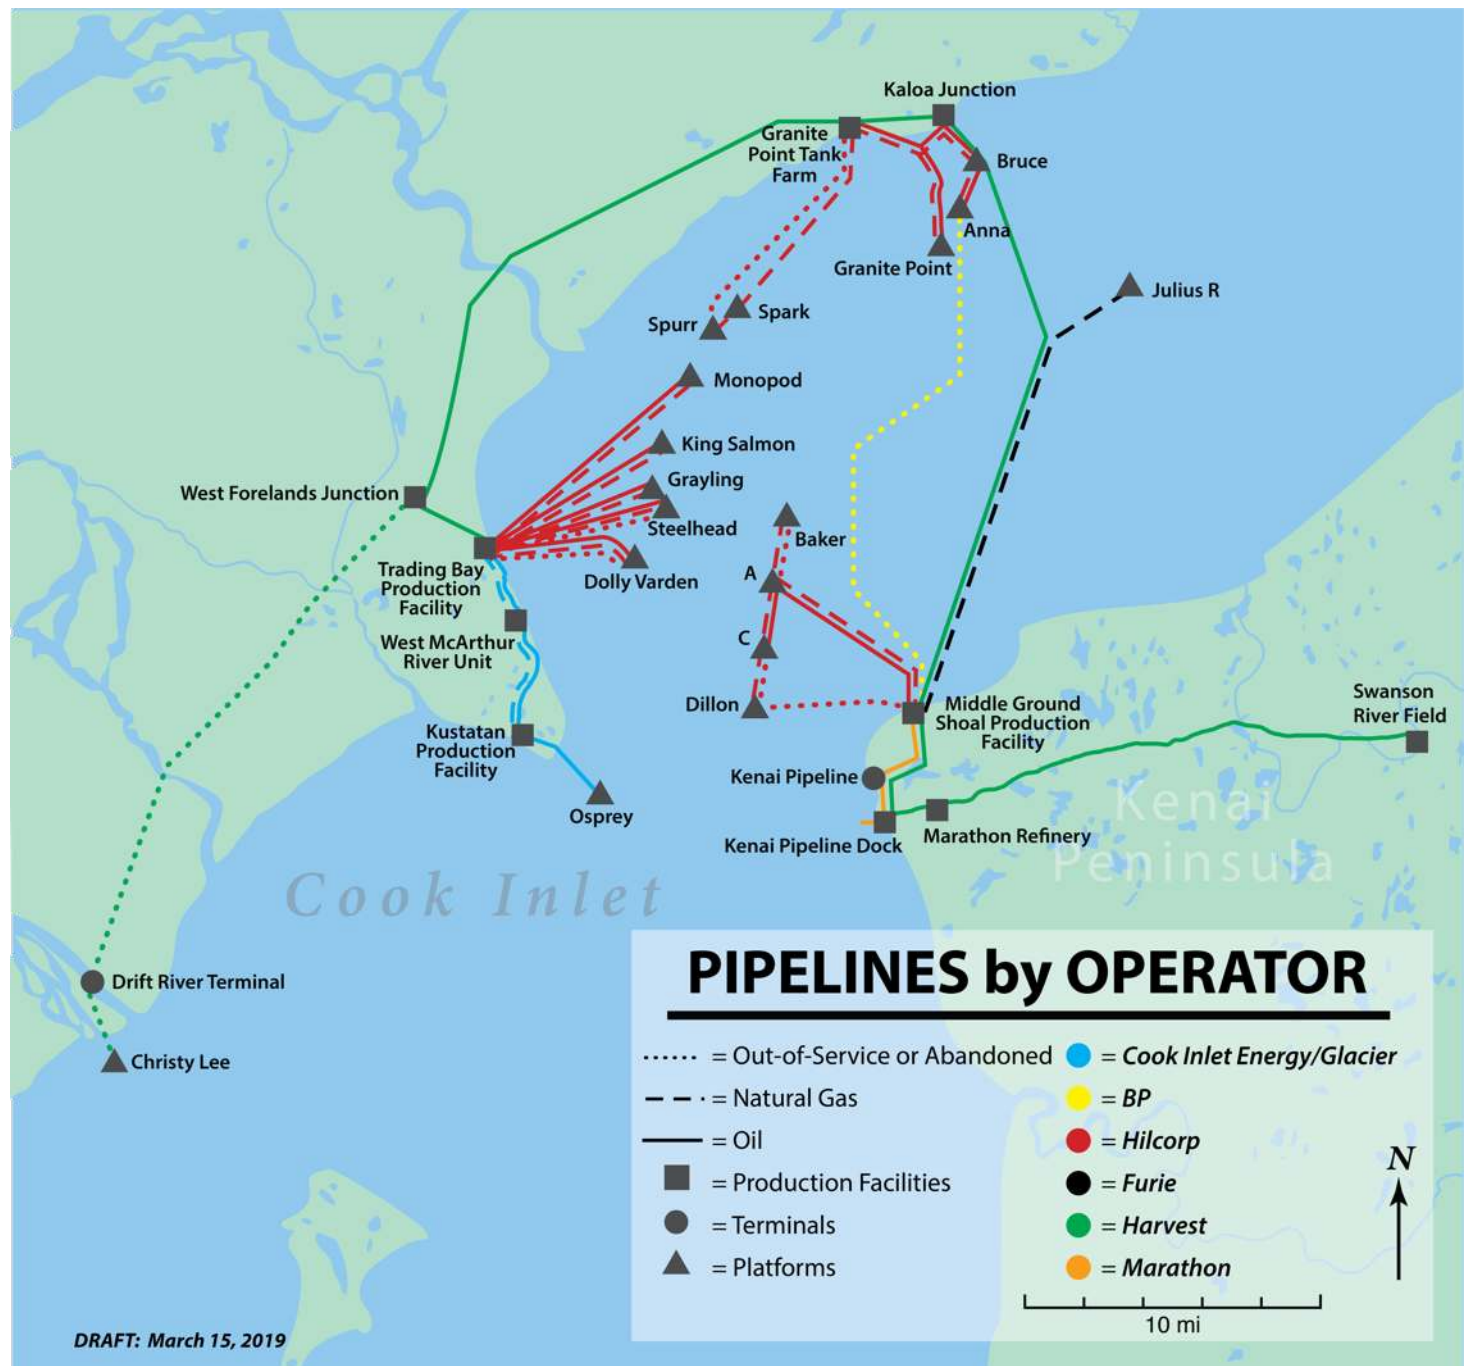 Kaloa Junction
Granite
Point Tank
Farm
Bruce
Anna
Granite Point
Julius R
Spark
Spurr
Monopod
King Salmon
Grayling
West Forelands Junction
Steelhead
Baker
Trading Bay
Production
Facility
Dolly Varden
A
C
West McArthur
River Unit
Dillon
Middle Ground
Shoal Production
Facility
Swanson
River Field
Kustatan
Production
Facility
Kenai Pipeline
Osprey
Kenai
Peninsula
Marathon Refinery
Kenai Pipeline Dock
Cook Inlet
Drift River Terminal
Christy Lee
PIPELINES by OPERATOR
= Out-of-Service or Abandoned
= Natural Gas
= Oil
= Production Facilities
= Terminals
= Platforms
= Cook Inlet Energy/Glacier
= BP
= Hilcorp
= Furie
= Harvest
= Marathon
N
10 mi
DRAFT: March 15, 2019